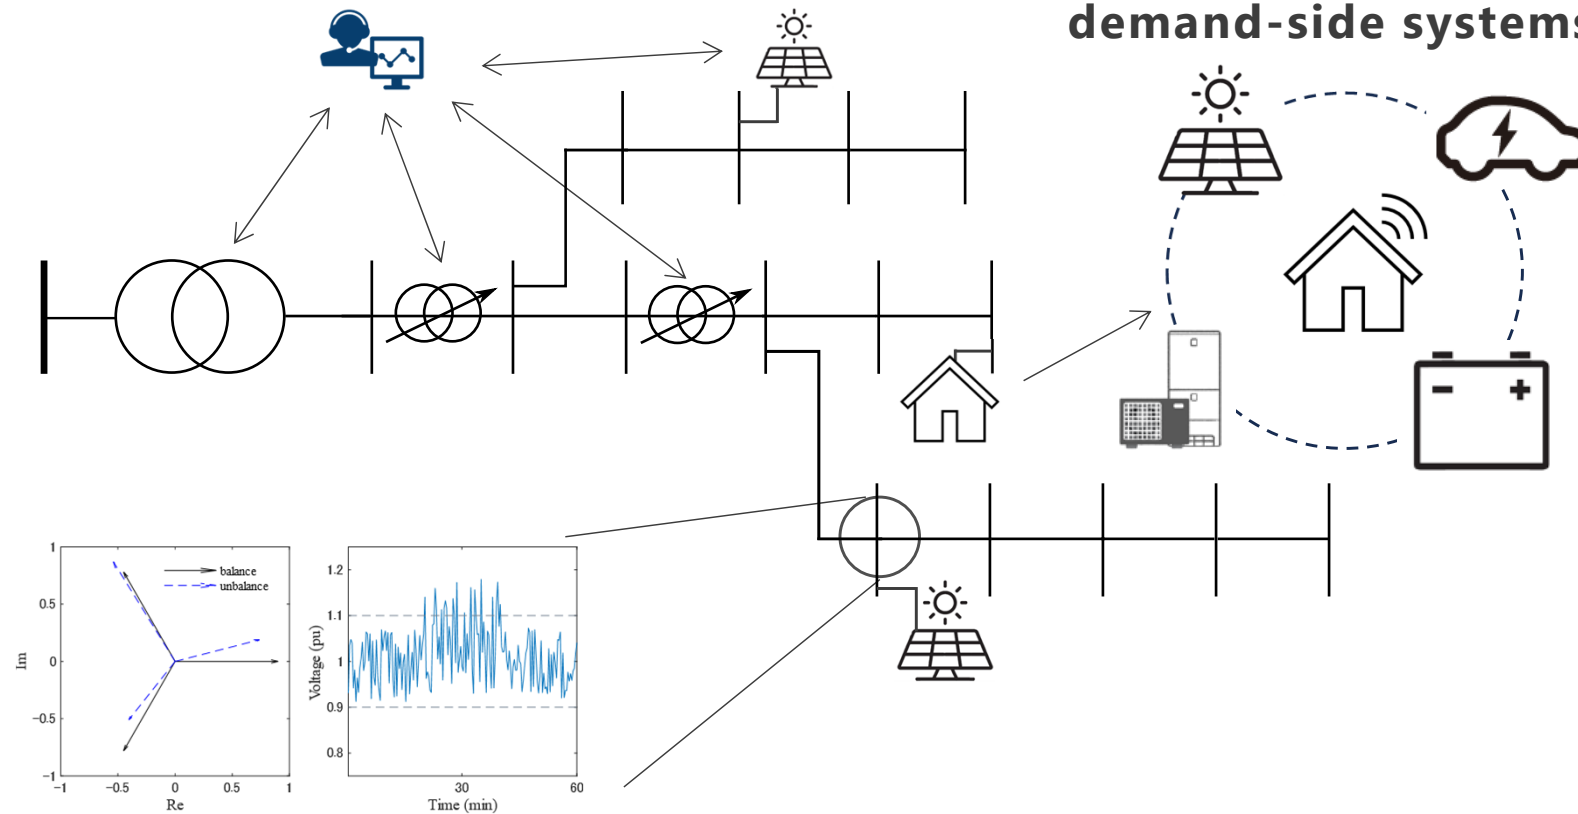 demand-side systems
balance
unbalance
1
0.5
0
−0.5
−1
Im
−1
−0.5
0
0.5
1
Re
1.2
1.1
1
0.9
0.8
Voltage (pu)
30
60
Time (min)